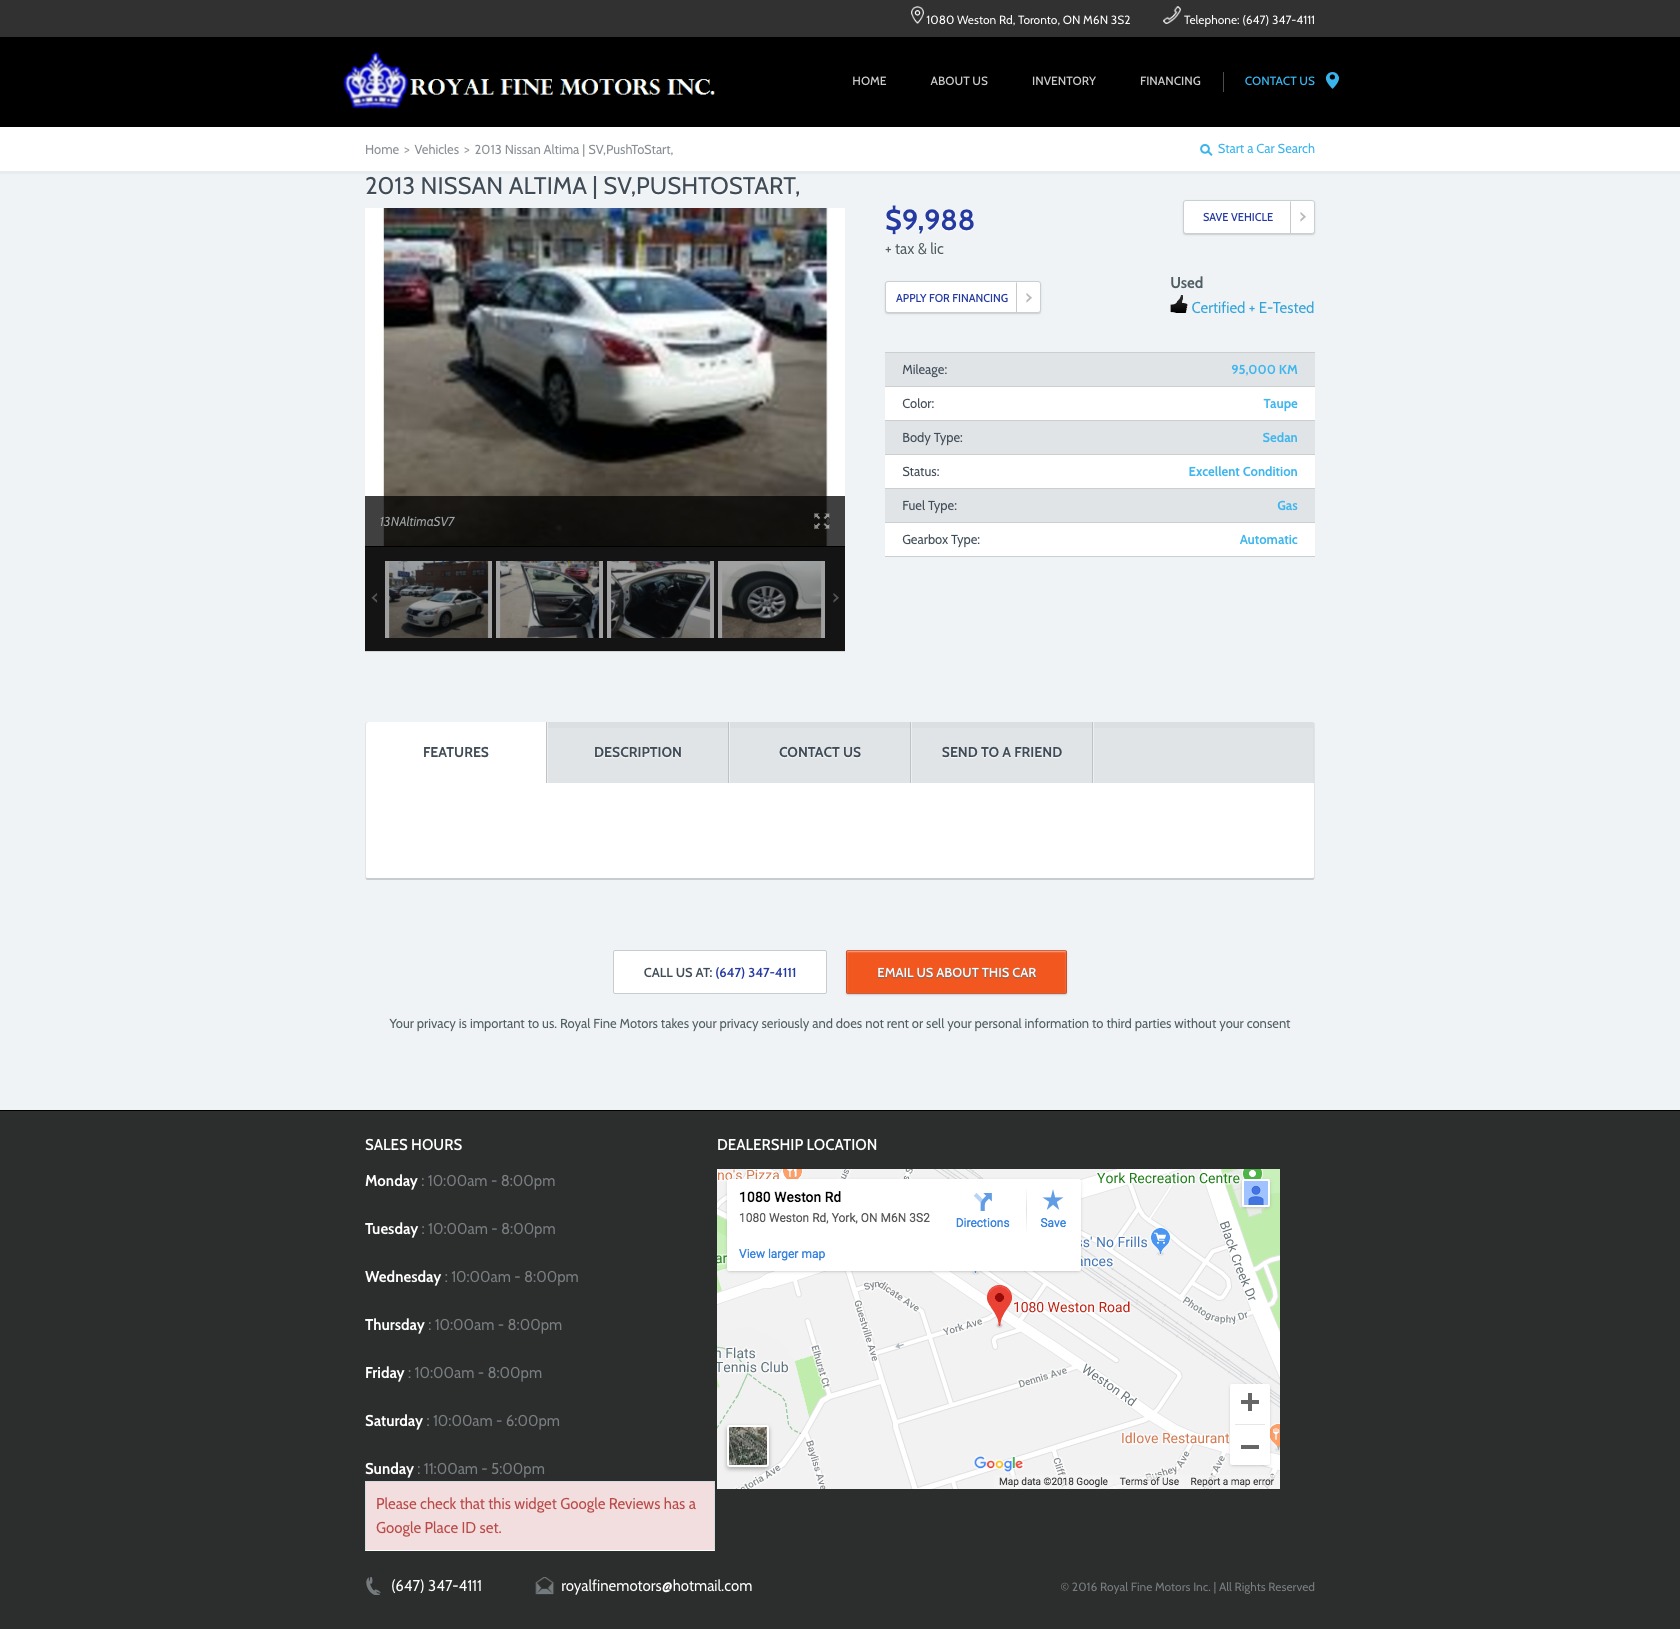 1080 Weston Rd, Toronto, ON M6N 3S2
Telephone: (647) 347-4111
ROYAL FINE MOTORS INC.
HOME
ABOUT US
INVENTORY
FINANCING
CONTACT US
Home > Vehicles > 2013 Nissan Altima | SV,PushToStart,
Start a Car Search
2013 NISSAN ALTIMA | SV,PUSHTOSTART,
$9,988
+ tax & lic
SAVE VEHICLE
APPLY FOR FINANCING
Used
Certified + E-Tested
Mileage: 95,000 KM
Color: Taupe
Body Type: Sedan
Status: Excellent Condition
Fuel Type: Gas
Gearbox Type: Automatic
13NAltimaSV7
FEATURES
DESCRIPTION
CONTACT US
SEND TO A FRIEND
CALL US AT: (647) 347-4111
EMAIL US ABOUT THIS CAR
Your privacy is important to us. Royal Fine Motors takes your privacy seriously and does not rent or sell your personal information to third parties without your consent
SALES HOURS
Monday : 10:00am - 8:00pm
Tuesday : 10:00am - 8:00pm
Wednesday : 10:00am - 8:00pm
Thursday : 10:00am - 8:00pm
Friday : 10:00am - 8:00pm
Saturday : 10:00am - 6:00pm
Sunday : 11:00am - 5:00pm
Please check that this widget Google Reviews has a
Google Place ID set.
DEALERSHIP LOCATION
no's Pizza
York Recreation Centre
1080 Weston Rd
1080 Weston Rd, York, ON M6N 3S2
Directions
Save
View larger map
ss' No Frills
ances
Black Creek Dr
Photography Dr
Syndicate Ave
Guestville Ave
York Ave
1080 Weston Road
Flats
Tennis Club
Elhurst Ct
Dennis Ave
Weston Rd
Idlove Restaurant
Bayliss Ave
toria Ave
Bushey Ave
Google
Map data ©2018 Google
Terms of Use
Report a map error
(647) 347-4111
royalfinemotors@hotmail.com
© 2016 Royal Fine Motors Inc. | All Rights Reserved